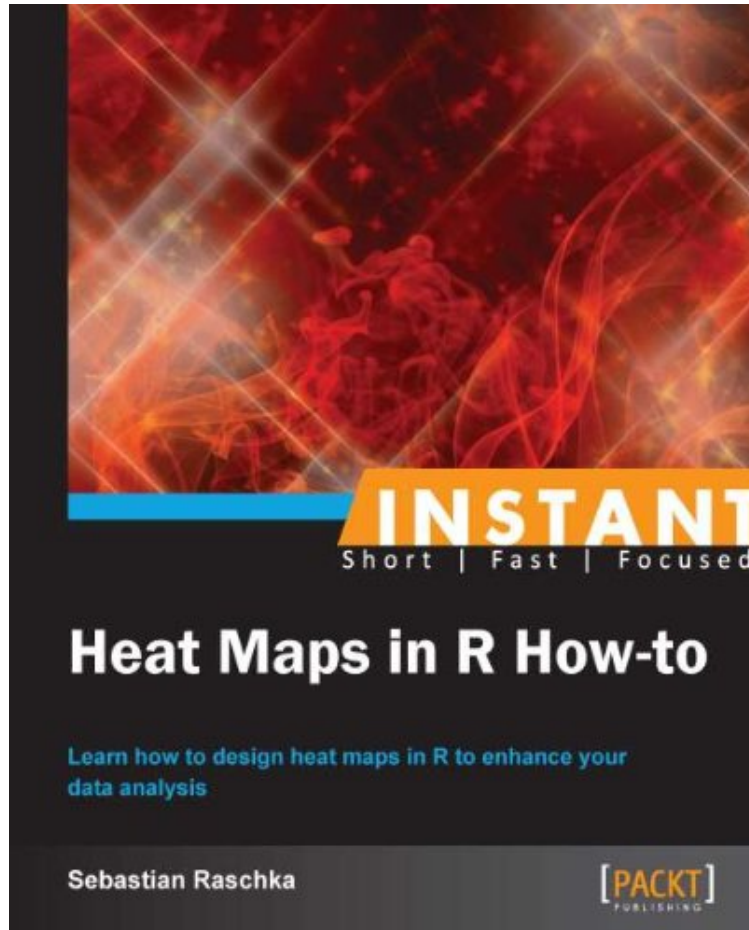 INSTANT
Short | Fast | Focused
Heat Maps in R How-to
Learn how to design heat maps in R to enhance your
data analysis
Sebastian Raschka
[PACKT]
PUBLISHING